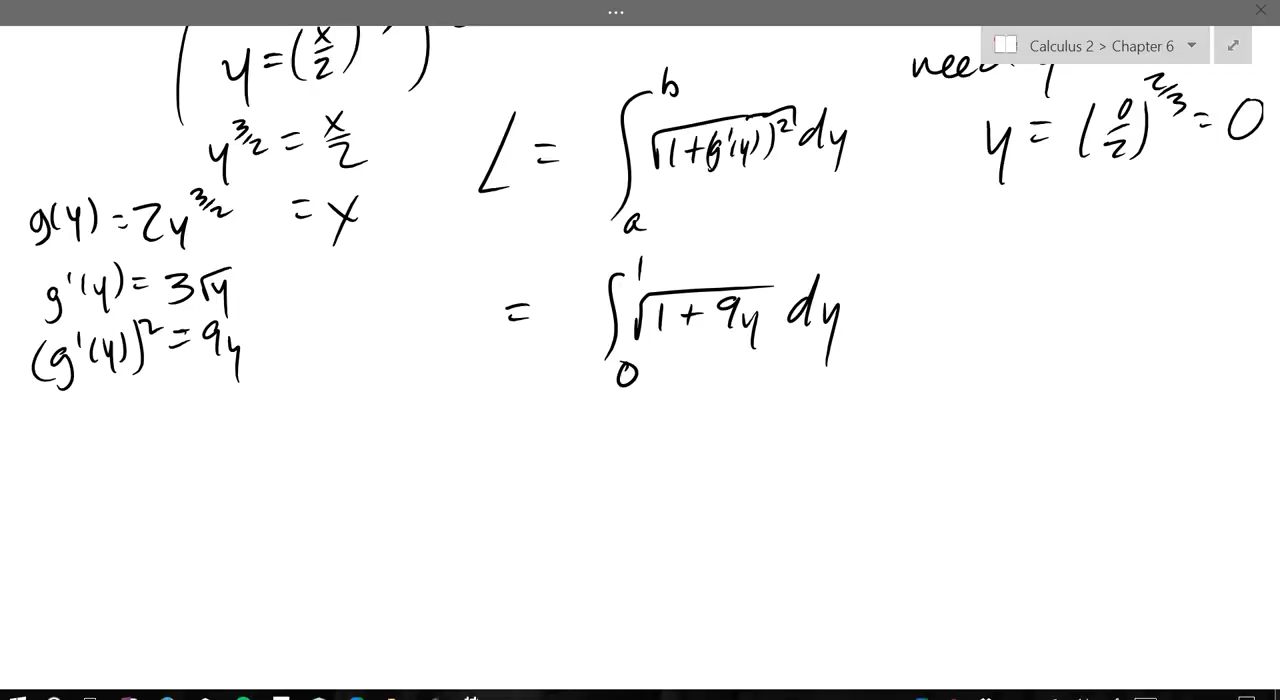 ...
Calculus 2 > Chapter 6
y = (x/2)
need y
y^{3/2} = x/2
L = ∫_a^b √(1+(g'(y))^2) dy
y = (0/2)^{2/3} = 0
g(y) = 2y^{3/2} = x
g'(y) = 3√y
= ∫_0^1 √(1 + 9y) dy
(g'(y))^2 = 9y